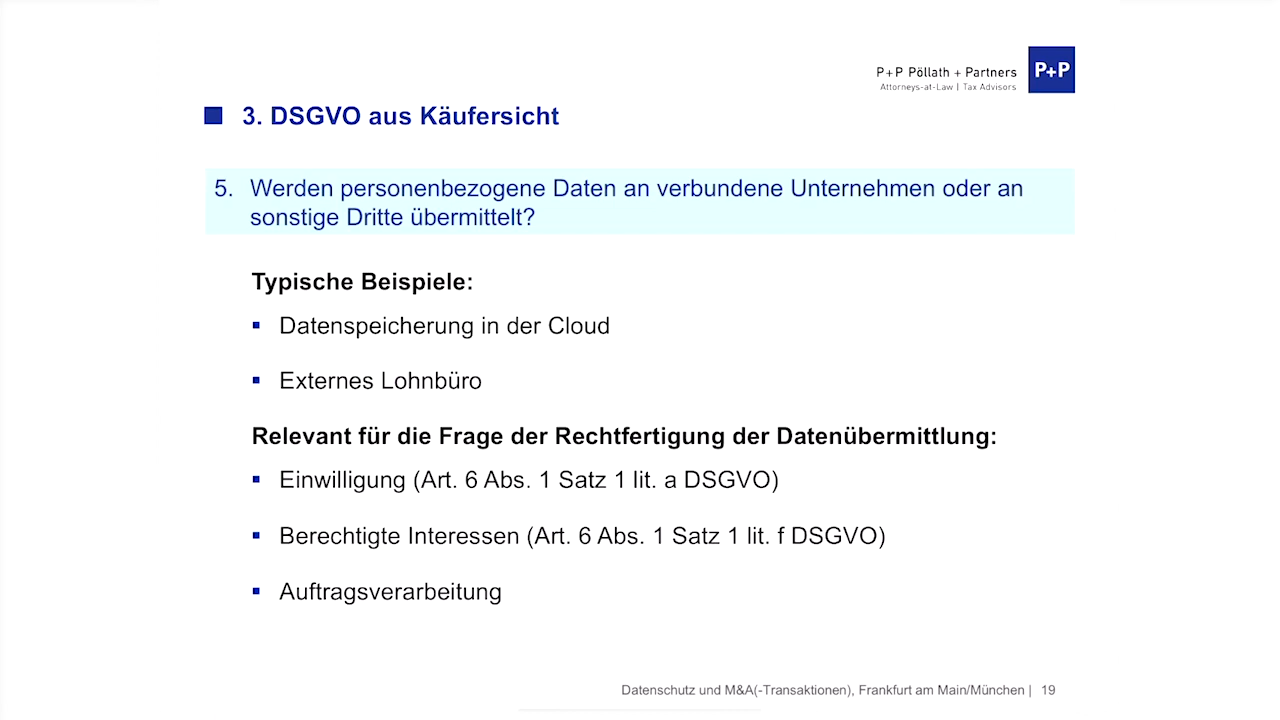 P+P Pöllath + Partners
Attorneys-at-Law | Tax Advisors
P+P
3. DSGVO aus Käufersicht
5. Werden personenbezogene Daten an verbundene Unternehmen oder an
sonstige Dritte übermittelt?
Typische Beispiele:
Datenspeicherung in der Cloud
Externes Lohnbüro
Relevant für die Frage der Rechtfertigung der Datenübermittlung:
Einwilligung (Art. 6 Abs. 1 Satz 1 lit. a DSGVO)
Berechtigte Interessen (Art. 6 Abs. 1 Satz 1 lit. f DSGVO)
Auftragsverarbeitung
Datenschutz und M&A(-Transaktionen), Frankfurt am Main/München | 19